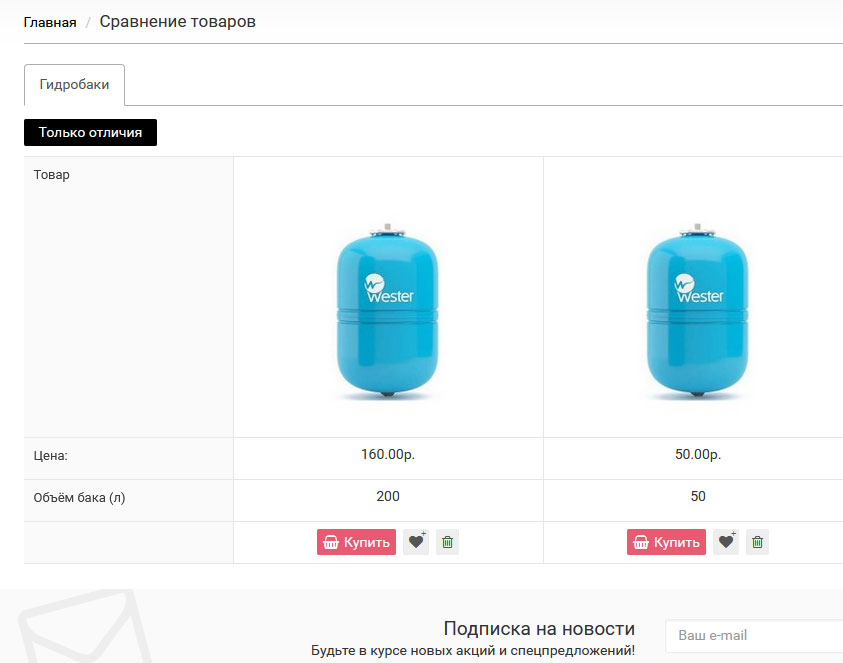 Главная / Сравнение товаров
Гидробаки
Только отличия
Товар
Wester Wester
Цена: 160.00р. 50.00р.
Объём бака (л) 200 50
Купить Купить
Подписка на новости
Ваш e-mail
Будьте в курсе новых акций и спецпредложений!